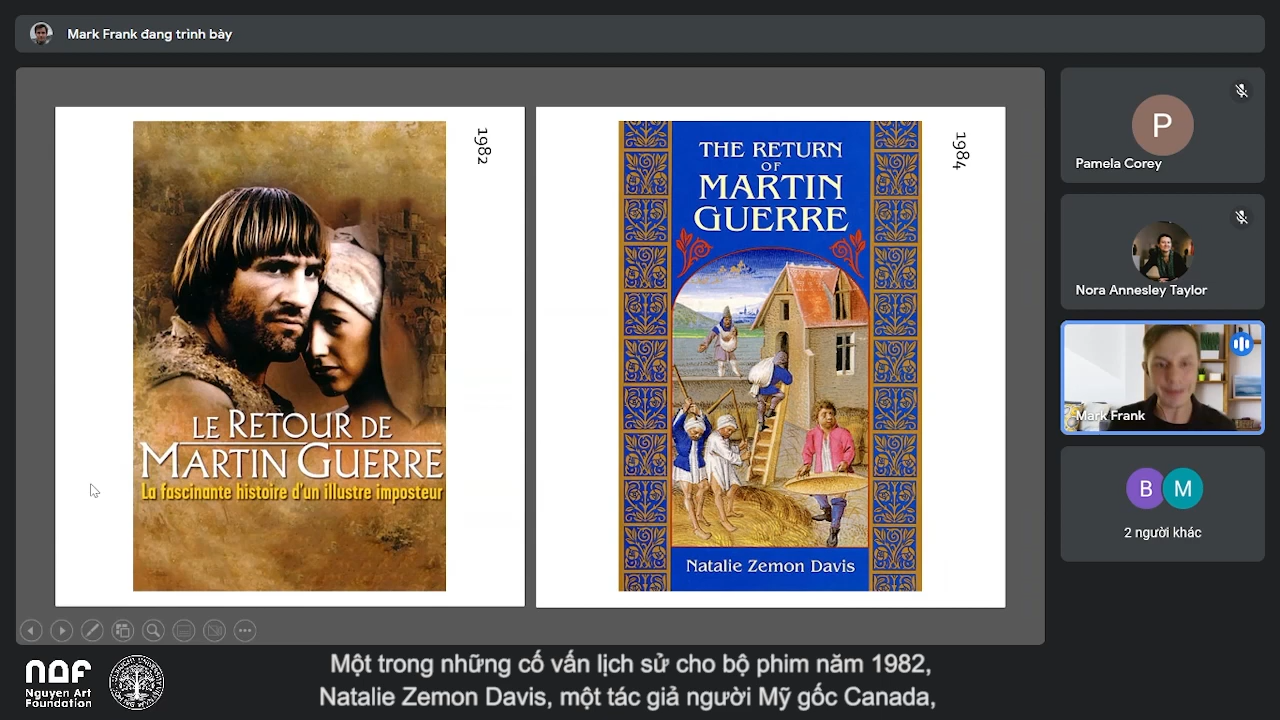 Mark Frank đang trình bày
1982
LE RETOUR DE
MARTIN GUERRE
La fascinante histoire d'un illustre imposteur
1984
THE RETURN
OF
MARTIN
GUERRE
Natalie Zemon Davis
P
Pamela Corey
Nora Annesley Taylor
Mark Frank
B
M
2 người khác
NAF
Nguyen Art
Foundation
Một trong những cố vấn lịch sử cho bộ phim năm 1982,
Natalie Zemon Davis, một tác giả người Mỹ gốc Canada,